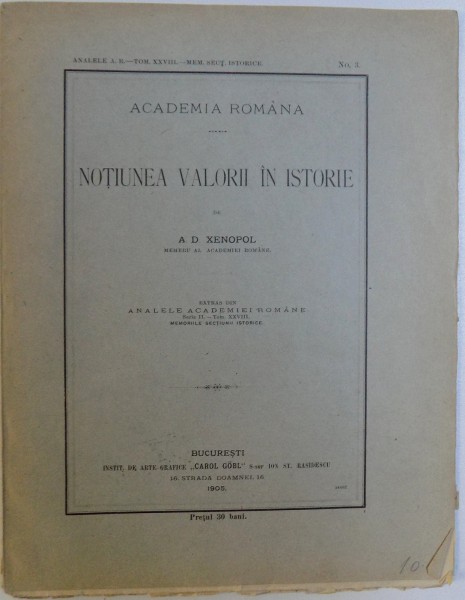 ANALELE A. R.—TOM. XXVIII.—MEM. SECȚ. ISTORICE. No. 3.
ACADEMIA ROMÂNA
NOȚIUNEA VALORII ÎN ISTORIE
DE
A. D. XENOPOL
MEMBRU AL ACADEMIEI ROMÂNE.
EXTRAS DIN
ANALELE ACADEMIEI ROMÂNE.
Seria II. — Tom. XXVIII.
MEMORIILE SECȚIUNII ISTORICE.
BUCUREȘTI
INSTIT. DE ARTE-GRAFICE „CAROL GÖBL" S-sor ION ST. RASIDESCU
16, STRADA DOAMNEI, 16
1905.
Prețul 30 bani.
10